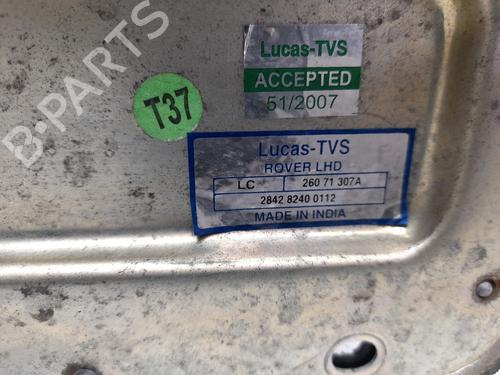 Lucas-TVS
ACCEPTED
51/2007
T37
Lucas-TVS
ROVER LHD
LC 260 71 307A
2842 8240 0112
MADE IN INDIA
B-PARTS